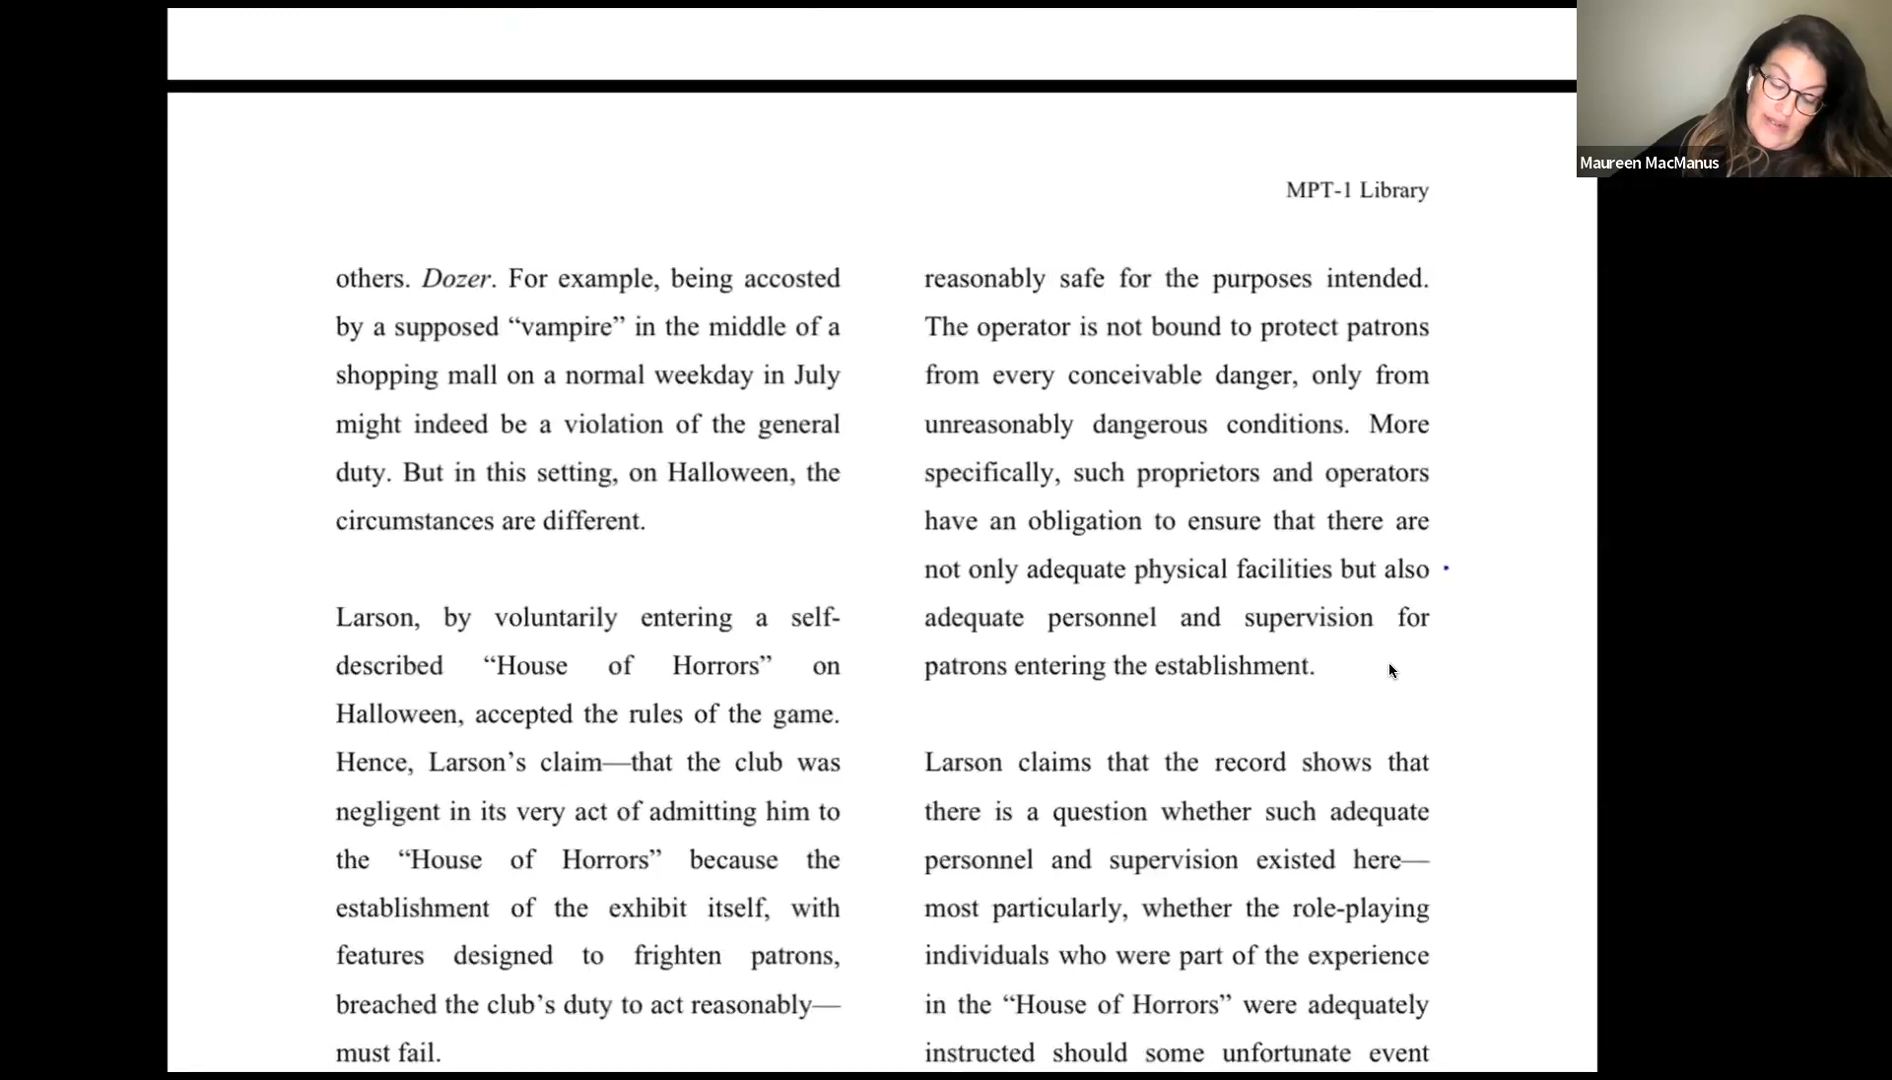 Maureen MacManus
MPT-1 Library
others. Dozer. For example, being accosted
by a supposed “vampire” in the middle of a
shopping mall on a normal weekday in July
might indeed be a violation of the general
duty. But in this setting, on Halloween, the
circumstances are different.
Larson, by voluntarily entering a self-
described “House of Horrors” on
Halloween, accepted the rules of the game.
Hence, Larson’s claim—that the club was
negligent in its very act of admitting him to
the “House of Horrors” because the
establishment of the exhibit itself, with
features designed to frighten patrons,
breached the club’s duty to act reasonably—
must fail.
reasonably safe for the purposes intended.
The operator is not bound to protect patrons
from every conceivable danger, only from
unreasonably dangerous conditions. More
specifically, such proprietors and operators
have an obligation to ensure that there are
not only adequate physical facilities but also
adequate personnel and supervision for
patrons entering the establishment.
Larson claims that the record shows that
there is a question whether such adequate
personnel and supervision existed here—
most particularly, whether the role-playing
individuals who were part of the experience
in the “House of Horrors” were adequately
instructed should some unfortunate event